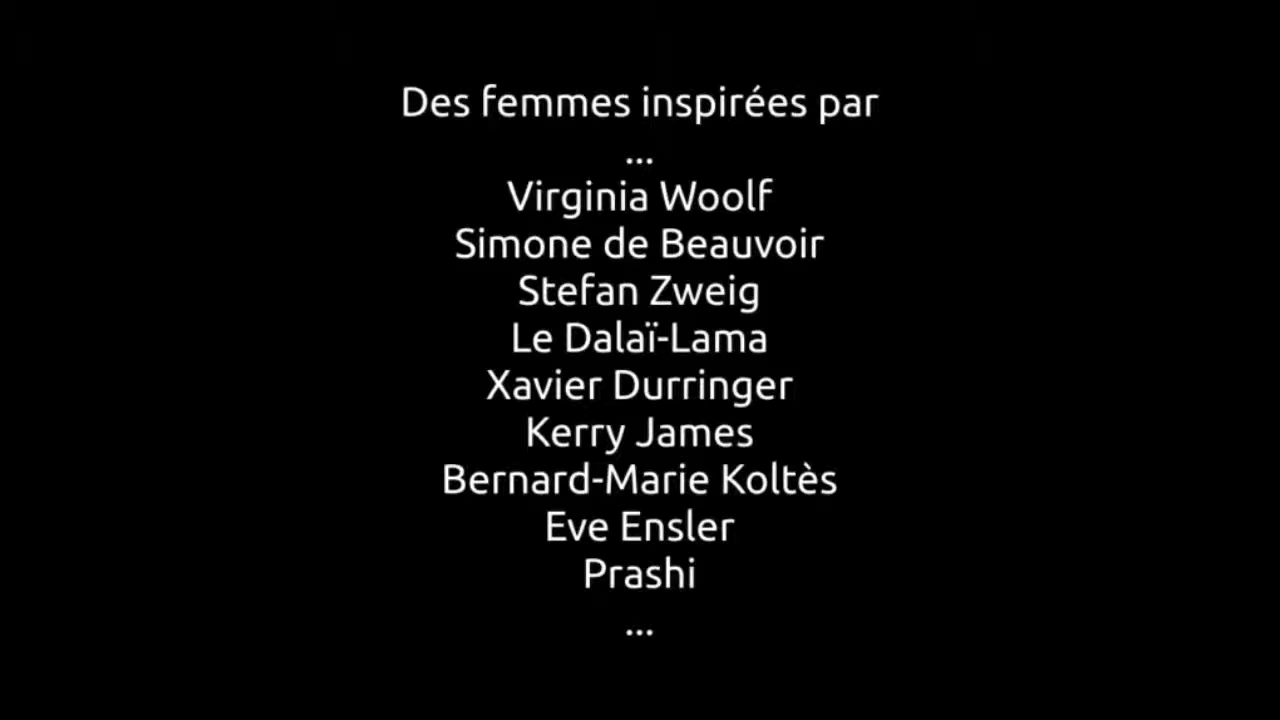 Des femmes inspirées par
...
Virginia Woolf
Simone de Beauvoir
Stefan Zweig
Le Dalaï-Lama
Xavier Durringer
Kerry James
Bernard-Marie Koltès
Eve Ensler
Prashi
...